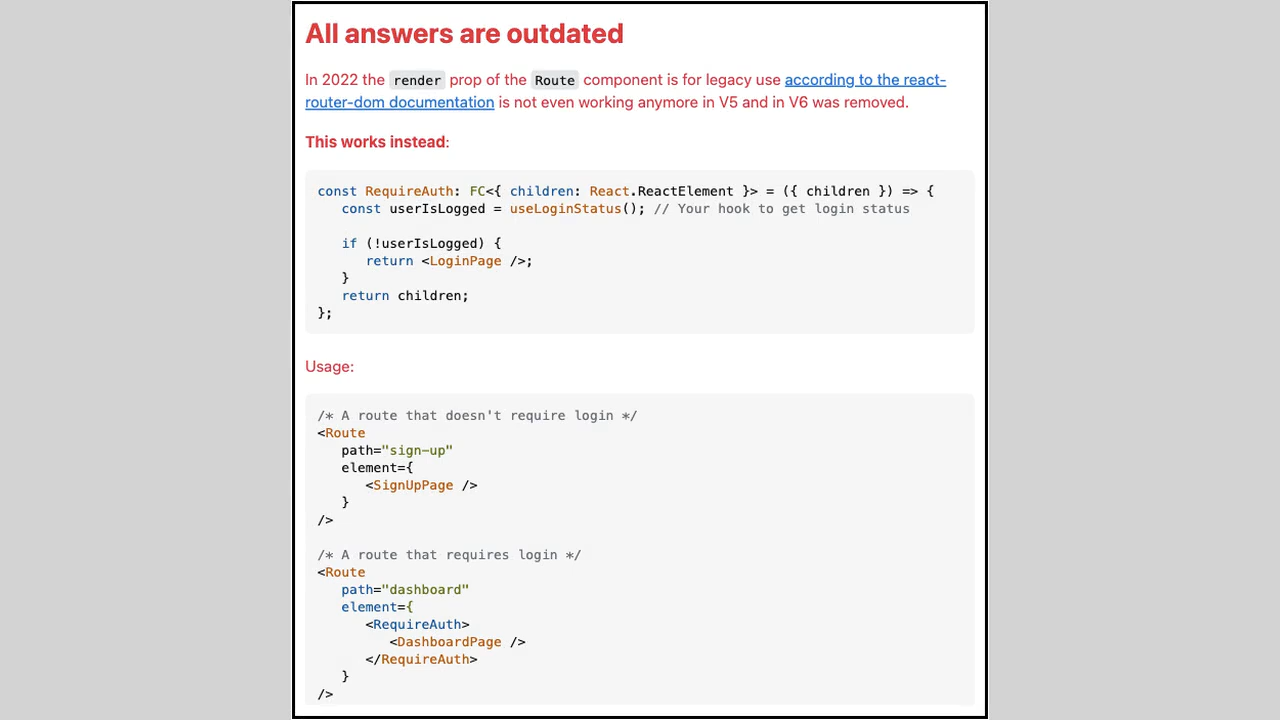 All answers are outdated
In 2022 the render prop of the Route component is for legacy use according to the react-
router-dom documentation is not even working anymore in V5 and in V6 was removed.
This works instead:
const RequireAuth: FC<{ children: React.ReactElement }> = ({ children }) => {
   const userIsLogged = useLoginStatus(); // Your hook to get login status

   if (!userIsLogged) {
      return <LoginPage />;
   }
   return children;
};
Usage:
/* A route that doesn't require login */
<Route
   path="sign-up"
   element={
      <SignUpPage />
   }
/>

/* A route that requires login */
<Route
   path="dashboard"
   element={
      <RequireAuth>
         <DashboardPage />
      </RequireAuth>
   }
/>